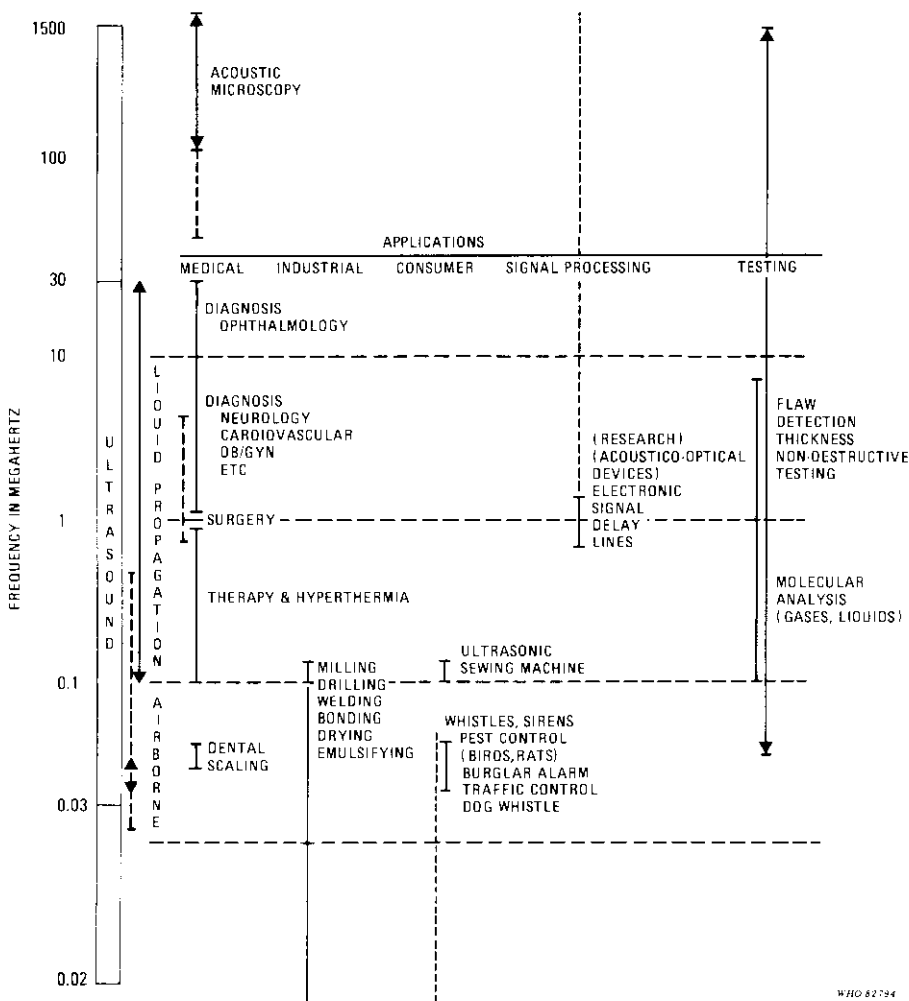 1500
ACOUSTIC
MICROSCOPY
100
APPLICATIONS
MEDICAL INDUSTRIAL CONSUMER SIGNAL PROCESSING TESTING
30
DIAGNOSIS
OPHTHALMOLOGY
10
DIAGNOSIS
NEUROLOGY
CARDIOVASCULAR
OB/GYN
ETC
(RESEARCH)
(ACOUSTICO-OPTICAL
DEVICES)
ELECTRONIC
SIGNAL
DELAY
LINES
FLAW
DETECTION
THICKNESS
NON-DESTRUCTIVE
TESTING
1
SURGERY
THERAPY & HYPERTHERMIA
MOLECULAR
ANALYSIS
(GASES, LIQUIDS)
ULTRASONIC
SEWING MACHINE
0.1
MILLING
DRILLING
WELDING
BONDING
DRYING
EMULSIFYING
DENTAL
SCALING
WHISTLES, SIRENS
PEST CONTROL
(BIRDS,RATS)
BURGLAR ALARM
TRAFFIC CONTROL
DOG WHISTLE
0.03
0.02
FREQUENCY IN MEGAHERTZ
ULTRASOUND
LIQUID PROPAGATION
AIRBORNE
WHO 82794